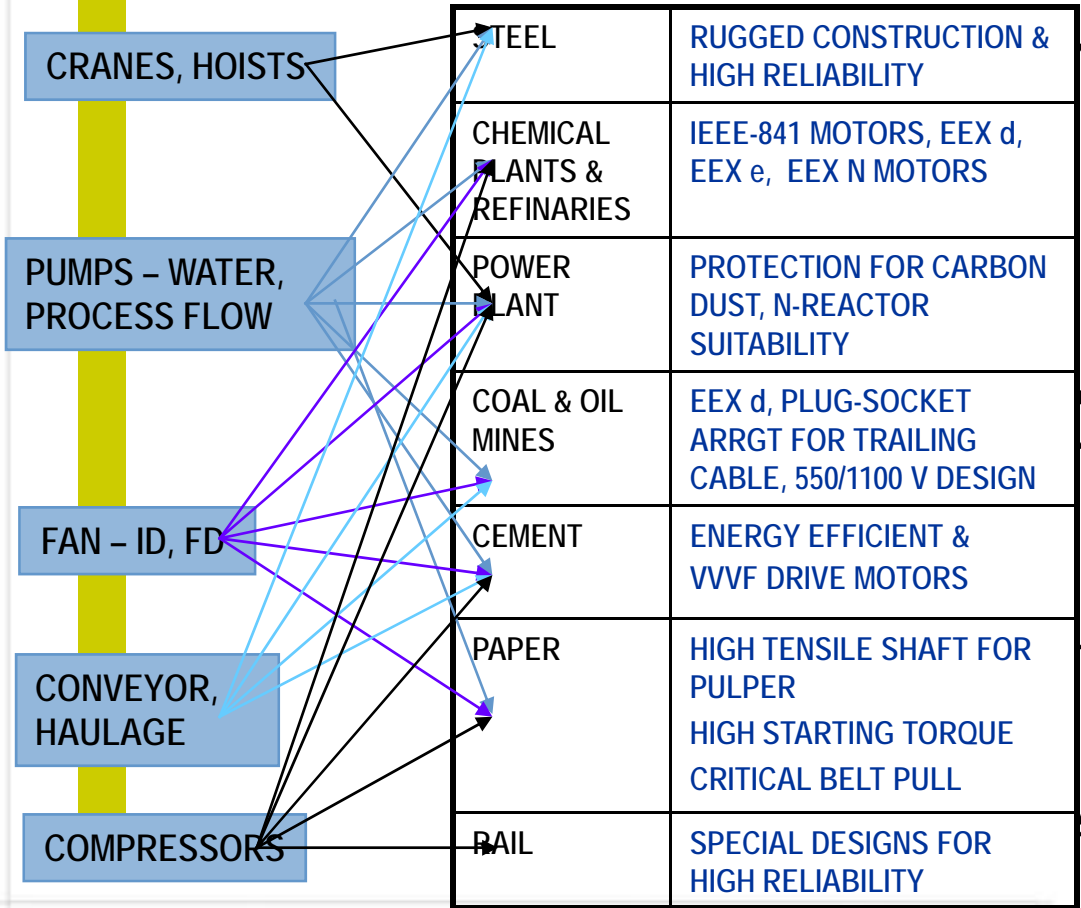 CRANES, HOISTS
PUMPS – WATER,
PROCESS FLOW
FAN – ID, FD
CONVEYOR,
HAULAGE
COMPRESSORS
STEEL
RUGGED CONSTRUCTION &
HIGH RELIABILITY
CHEMICAL
PLANTS &
REFINARIES
IEEE-841 MOTORS, EEX d,
EEX e, EEX N MOTORS
POWER
PLANT
PROTECTION FOR CARBON
DUST, N-REACTOR
SUITABILITY
COAL & OIL
MINES
EEX d, PLUG-SOCKET
ARRGT FOR TRAILING
CABLE, 550/1100 V DESIGN
CEMENT
ENERGY EFFICIENT &
VVVF DRIVE MOTORS
PAPER
HIGH TENSILE SHAFT FOR
PULPER
HIGH STARTING TORQUE
CRITICAL BELT PULL
RAIL
SPECIAL DESIGNS FOR
HIGH RELIABILITY